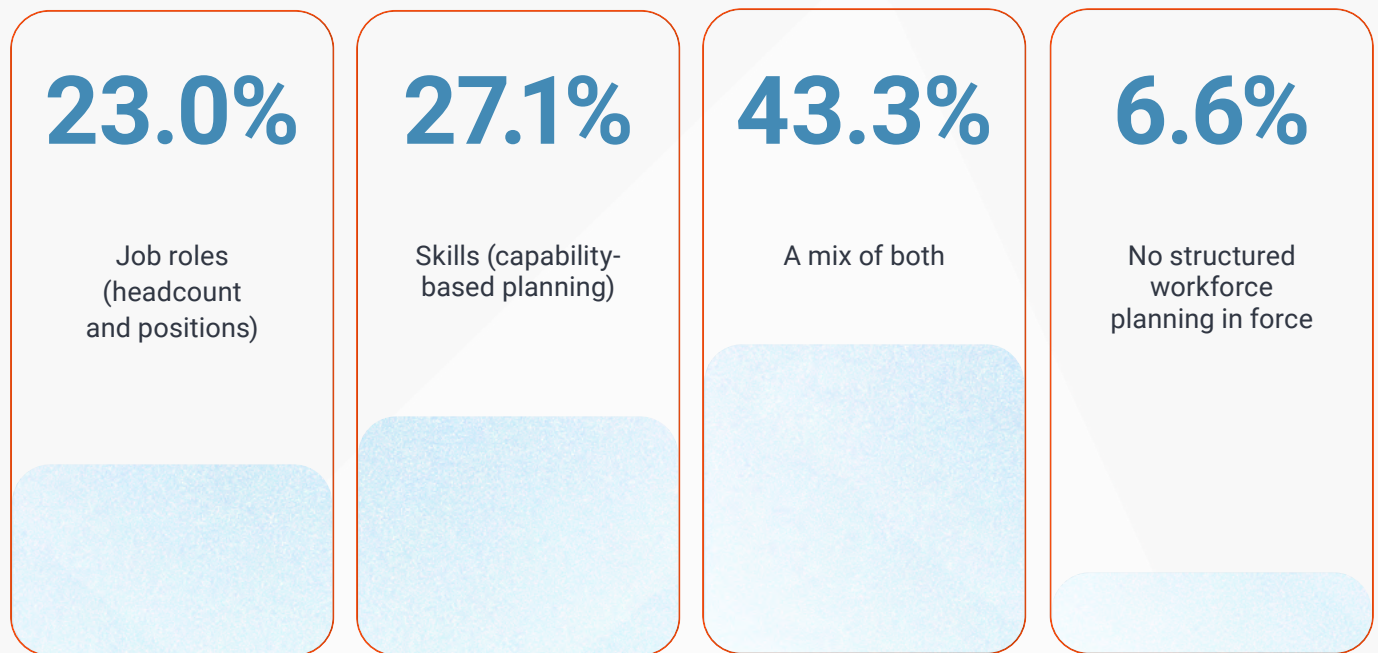 23.0%
Job roles
(headcount
and positions)
27.1%
Skills (capability-
based planning)
43.3%
A mix of both
6.6%
No structured
workforce
planning in force